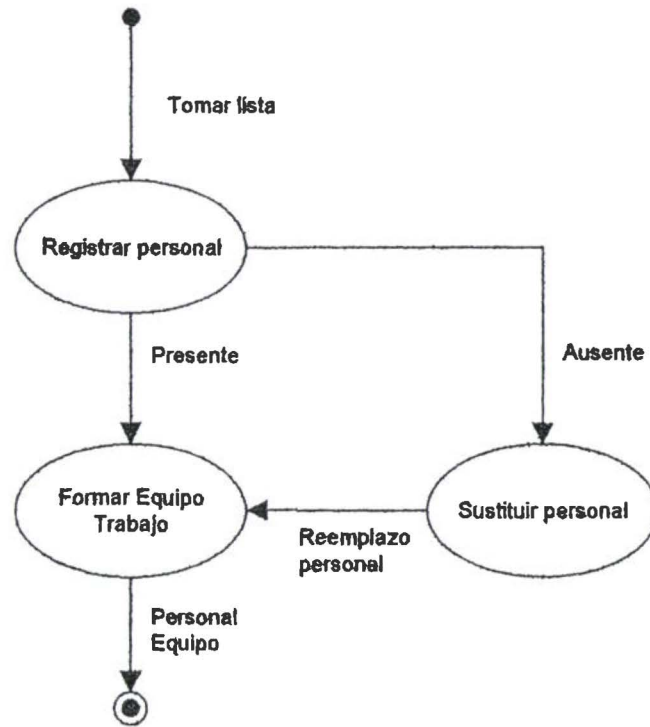 Tomar lista
Registrar personal
Presente
Ausente
Formar Equipo
Trabajo
Sustituir personal
Reemplazo
personal
Personal
Equipo